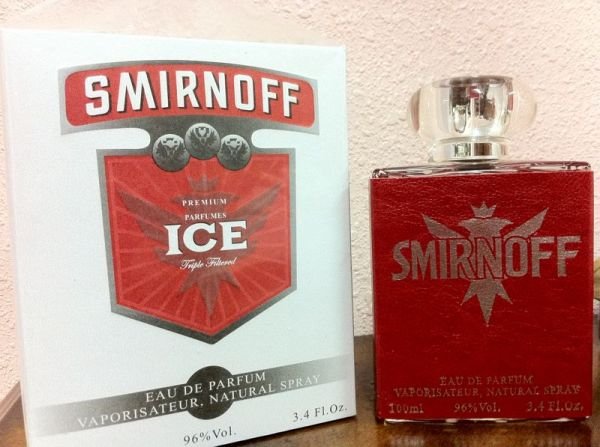 SMIRNOFF
PREMIUM
PARFUMES
ICE
Triple Filtered
EAU DE PARFUM
VAPORISATEUR, NATURAL SPRAY
96%Vol. 3.4 Fl.Oz.
SMIRNOFF
EAU DE PARFUM
VAPORISATEUR, NATURAL SPRAY
100ml 96%Vol. 3.4 Fl.Oz.